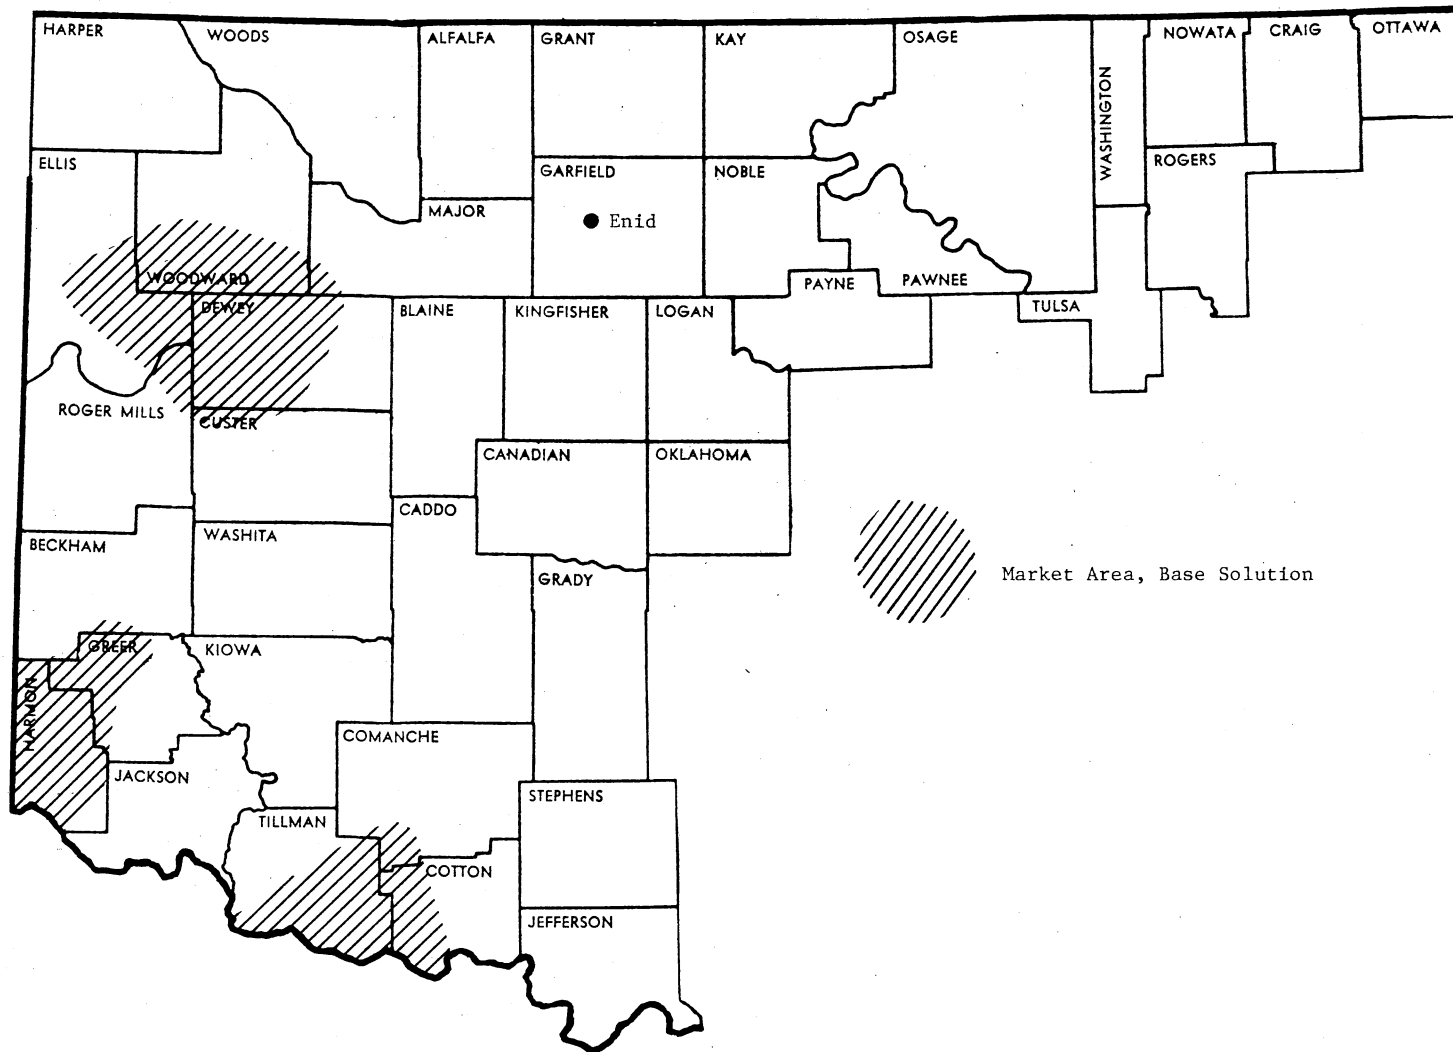 HARPER
WOODS
ALFALFA
GRANT
KAY
OSAGE
WASHINGTON
NOWATA
CRAIG
OTTAWA
ELLIS
WOODWARD
MAJOR
GARFIELD
Enid
NOBLE
ROGERS
DEWEY
BLAINE
KINGFISHER
LOGAN
PAYNE
PAWNEE
TULSA
ROGER MILLS
CUSTER
CANADIAN
OKLAHOMA
BECKHAM
WASHITA
CADDO
GRADY
Market Area, Base Solution
HARMON
GREER
KIOWA
JACKSON
COMANCHE
TILLMAN
COTTON
STEPHENS
JEFFERSON